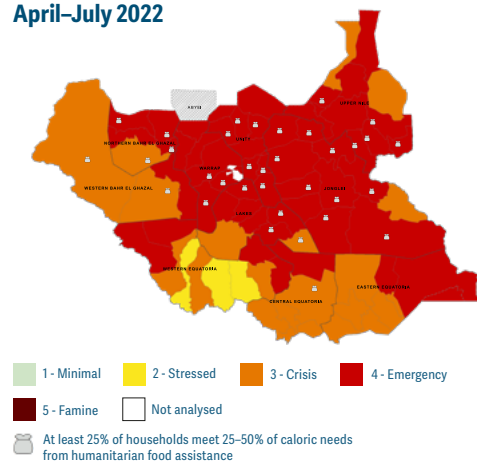 April–July 2022
ABYEI
UPPER NILE
UNITY
NORTHERN BAHR EL GHAZAL
WARRAP
WESTERN BAHR EL GHAZAL
JONGLEI
LAKES
WESTERN EQUATORIA
EASTERN EQUATORIA
CENTRAL EQUATORIA
1 - Minimal
2 - Stressed
3 - Crisis
4 - Emergency
5 - Famine
Not analysed
At least 25% of households meet 25–50% of caloric needs
from humanitarian food assistance